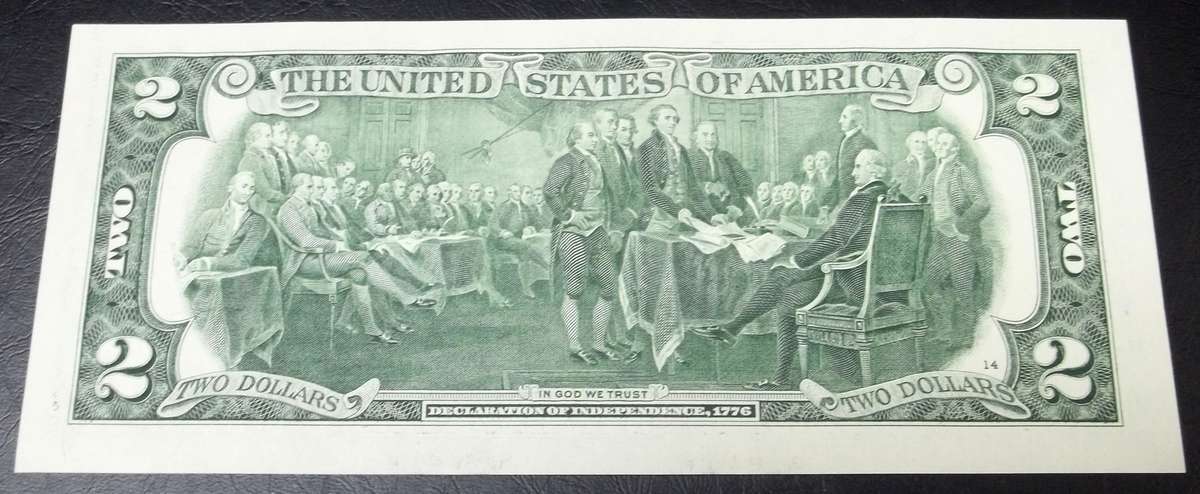 THE UNITED STATES OF AMERICA
2
2
TWO
TWO
14
2
2
TWO DOLLARS
IN GOD WE TRUST
TWO DOLLARS
DECLARATION OF INDEPENDENCE, 1776